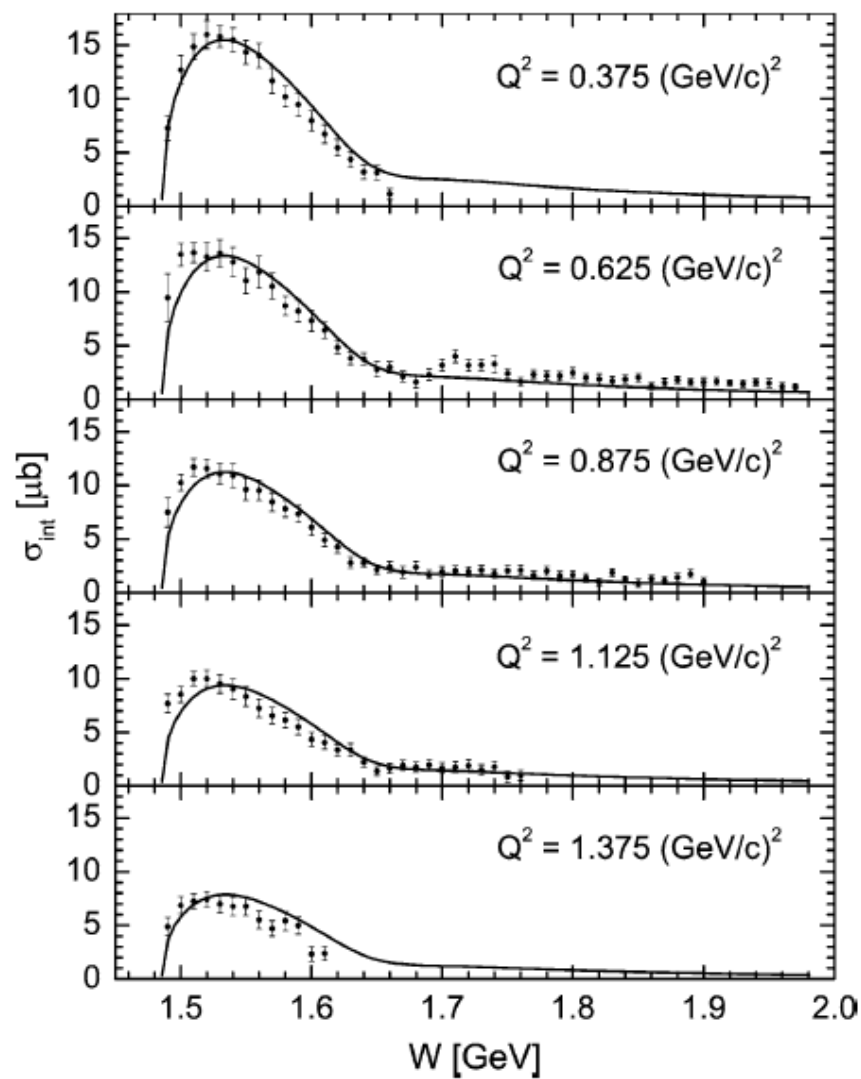 15
10
5
0
Q² = 0.375 (GeV/c)²
15
10
5
0
Q² = 0.625 (GeV/c)²
15
10
5
0
Q² = 0.875 (GeV/c)²
15
10
5
0
Q² = 1.125 (GeV/c)²
15
10
5
0
Q² = 1.375 (GeV/c)²
σint [μb]
1.5 1.6 1.7 1.8 1.9 2.0
W [GeV]